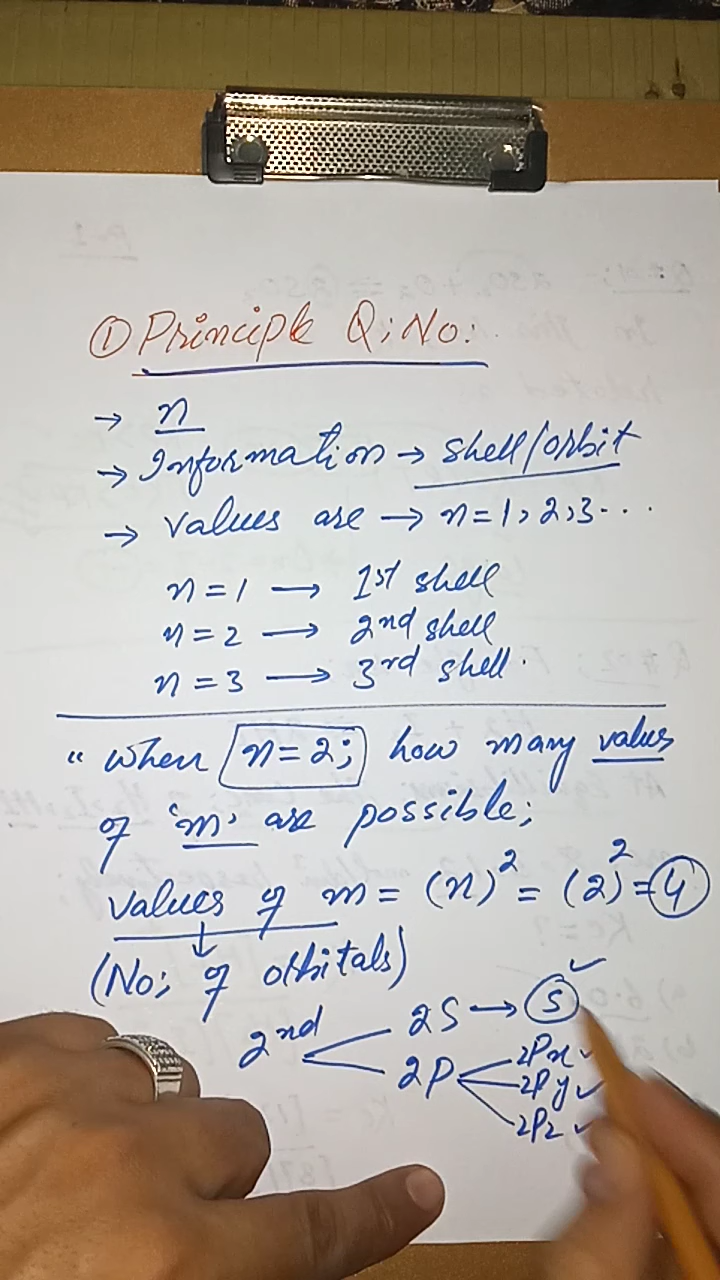 ① Principle Q; No:
→ n
→ Information → shell/orbit
→ values are → n=1,2,3...
n=1 → 1st shell
n=2 → 2nd shell
n=3 → 3rd shell.
"when n=2; how many values
of 'm' are possible;
values of m = (n)² = (2)² = 4
(No; of orbitals)
2nd
2S → S ✓
2P
2Px ✓
2Py ✓
2Pz ✓